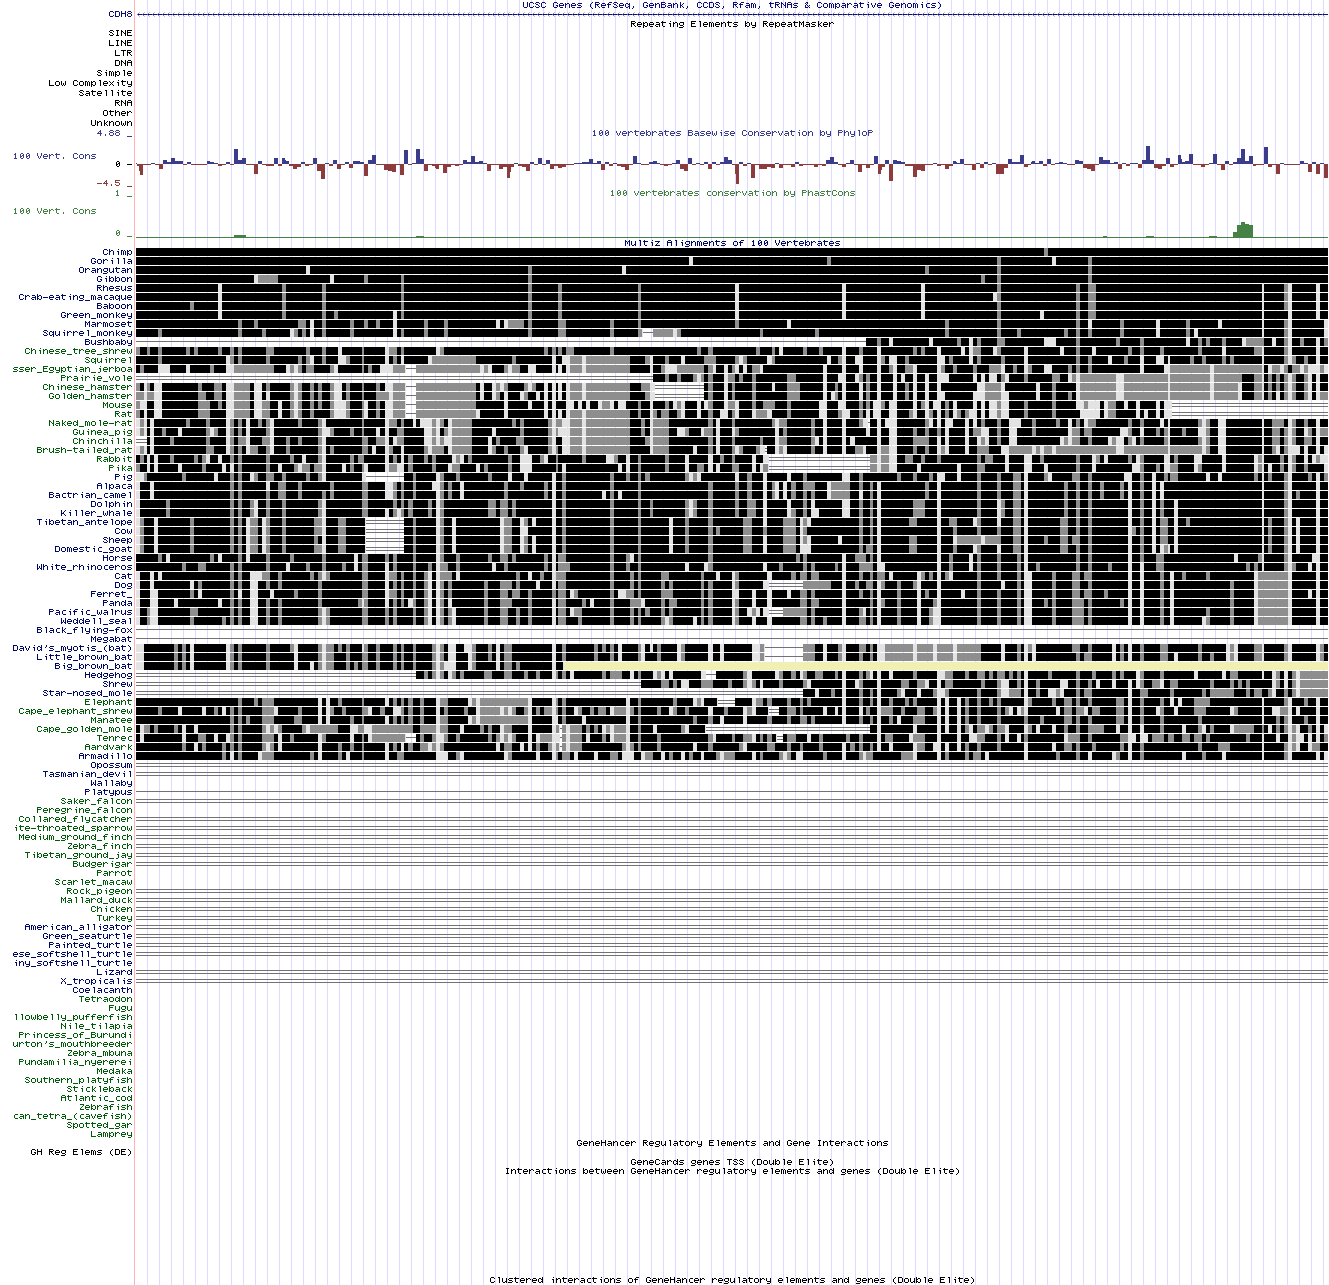 UCSC Genes (RefSeq, GenBank, CCDS, Rfam, tRNAs & Comparative Genomics)
CDH8
Repeating Elements by RepeatMasker
SINE
LINE
LTR
DNA
Simple
Low Complexity
Satellite
RNA
Other
Unknown
4.88 _
100 vertebrates Basewise Conservation by PhyloP
100 Vert. Cons
0 _
-4.5 _
100 vertebrates conservation by PhastCons
1 _
100 Vert. Cons
0 _
Multiz Alignments of 100 Vertebrates
Chimp
Gorilla
Orangutan
Gibbon
Rhesus
Crab-eating_macaque
Baboon
Green_monkey
Marmoset
Squirrel_monkey
Bushbaby
Chinese_tree_shrew
Squirrel
sser_Egyptian_jerboa
Prairie_vole
Chinese_hamster
Golden_hamster
Mouse
Rat
Naked_mole-rat
Guinea_pig
Chinchilla
Brush-tailed_rat
Rabbit
Pika
Pig
Alpaca
Bactrian_camel
Dolphin
Killer_whale
Tibetan_antelope
Cow
Sheep
Domestic_goat
Horse
White_rhinoceros
Cat
Dog
Ferret_
Panda
Pacific_walrus
Weddell_seal
Black_flying-fox
Megabat
David's_myotis_(bat)
Little_brown_bat
Big_brown_bat
Hedgehog
Shrew
Star-nosed_mole
Elephant
Cape_elephant_shrew
Manatee
Cape_golden_mole
Tenrec
Aardvark
Armadillo
Opossum
Tasmanian_devil
Wallaby
Platypus
Saker_falcon
Peregrine_falcon
Collared_flycatcher
ite-throated_sparrow
Medium_ground_finch
Zebra_finch
Tibetan_ground_jay
Budgerigar
Parrot
Scarlet_macaw
Rock_pigeon
Mallard_duck
Chicken
Turkey
American_alligator
Green_seaturtle
Painted_turtle
ese_softshell_turtle
iny_softshell_turtle
Lizard
X_tropicalis
Coelacanth
Tetraodon
Fugu
llowbelly_pufferfish
Nile_tilapia
Princess_of_Burundi
urton's_mouthbreeder
Zebra_mbuna
Pundamilia_nyererei
Medaka
Southern_platyfish
Stickleback
Atlantic_cod
Zebrafish
can_tetra_(cavefish)
Spotted_gar
Lamprey
GeneHancer Regulatory Elements and Gene Interactions
GH Reg Elems (DE)
GeneCards genes TSS (Double Elite)
Interactions between GeneHancer regulatory elements and genes (Double Elite)
Clustered interactions of GeneHancer regulatory elements and genes (Double Elite)